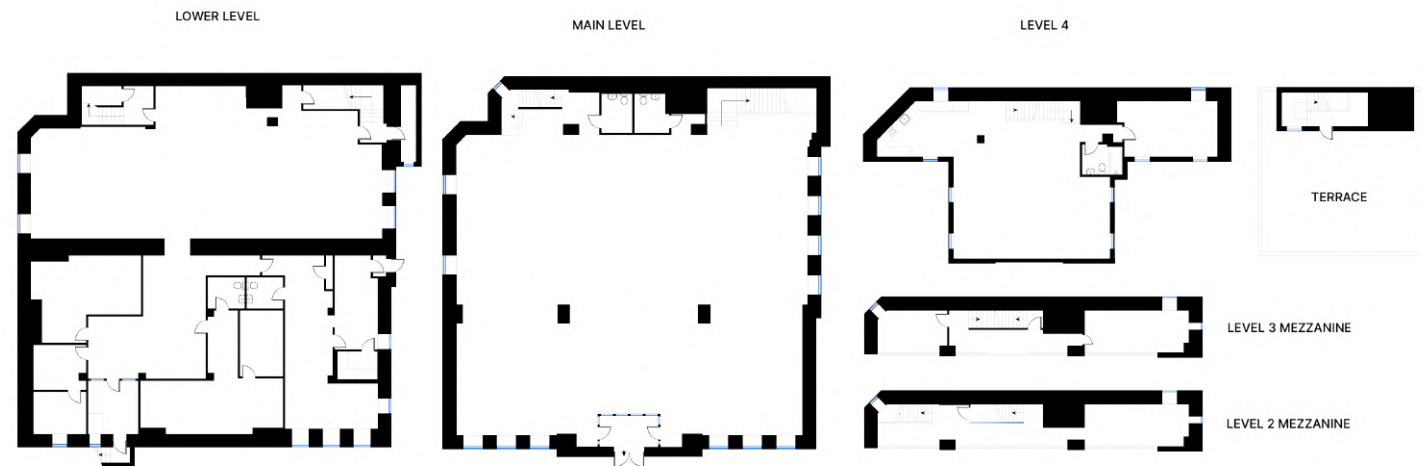 LOWER LEVEL
MAIN LEVEL
LEVEL 4
TERRACE
LEVEL 3 MEZZANINE
LEVEL 2 MEZZANINE